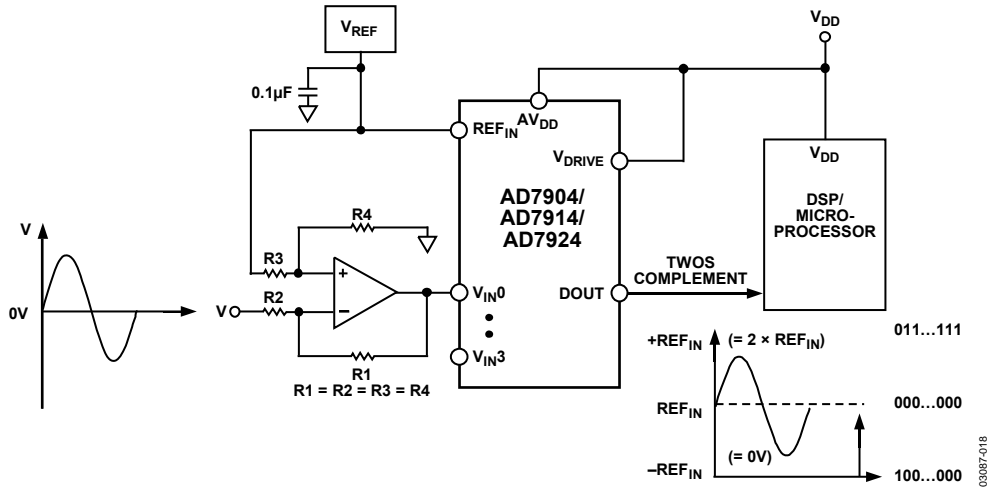 VREF
VDD
0.1µF
AVDD
REFIN
VDRIVE
VDD
AD7904/
AD7914/
AD7924
DSP/
MICRO-
PROCESSOR
R4
V
R3
+
TWOS
COMPLEMENT
0V
V
R2
–
VIN0
DOUT
R1
VIN3
R1 = R2 = R3 = R4
+REFIN
(= 2 × REFIN)
011…111
REFIN
000…000
(= 0V)
–REFIN
100…000
03087-018